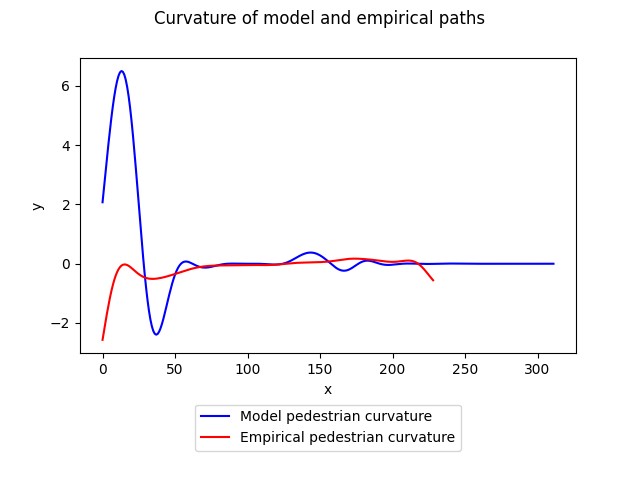 Curvature of model and empirical paths
y
6
4
2
0
−2
0 50 100 150 200 250 300
x
Model pedestrian curvature
Empirical pedestrian curvature